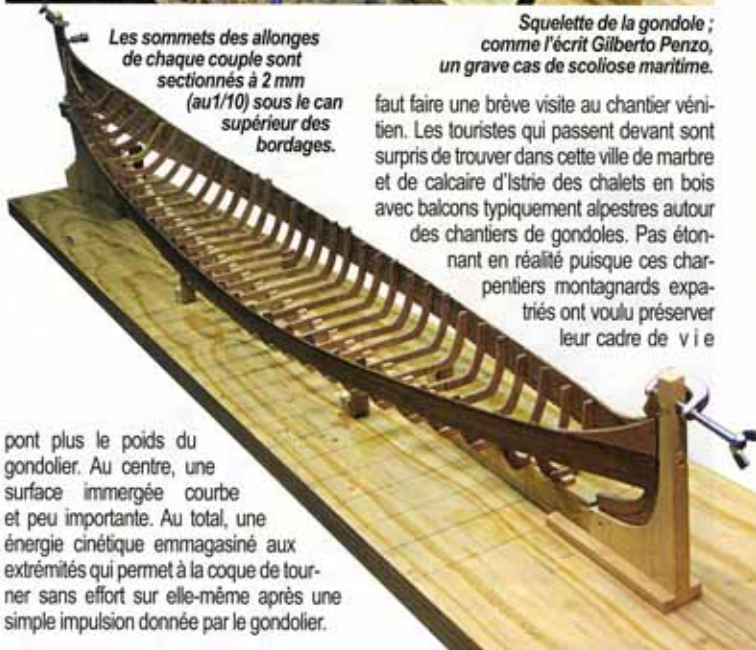 Les sommets des allonges
de chaque couple sont
sectionnés à 2 mm
(au1/10) sous le can
supérieur des
bordages.
Squelette de la gondole ;
comme l'écrit Gilberto Penzo,
un grave cas de scoliose maritime.
pont plus le poids du
gondolier. Au centre, une
surface immergée courbe
et peu importante. Au total, une
énergie cinétique emmagasiné aux
extrémités qui permet à la coque de tour-
ner sans effort sur elle-même après une
simple impulsion donnée par le gondolier.
faut faire une brève visite au chantier véni-
tien. Les touristes qui passent devant sont
surpris de trouver dans cette ville de marbre
et de calcaire d'Istrie des chalets en bois
avec balcons typiquement alpestres autour
des chantiers de gondoles. Pas éton-
nant en réalité puisque ces char-
pentiers montagnards expa-
triés ont voulu préserver
leur cadre de v i e